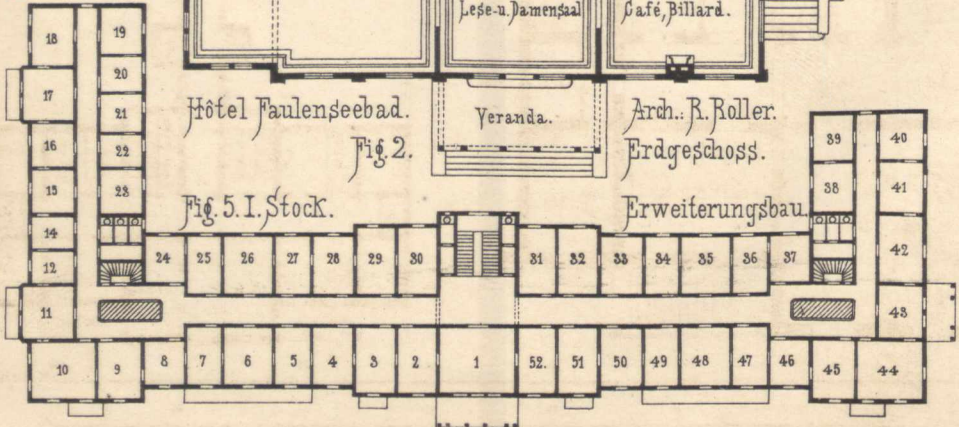 Lese-u. Damensaal
Café, Billard.
Veranda.
Hôtel Faulenseebad.
Arch.: R. Roller.
Fig. 2.
Erdgeschoss.
Fig. 5. I. Stock.
Erweiterungsbau.
18 19
17 20
21
16 22 39 40
15 23 38 41
14
12 24 25 26 27 28 29 30 31 32 33 34 35 36 37 42
11 43
10 9 8 7 6 5 4 3 2 1 52. 51 50 49 48 47 46 45 44